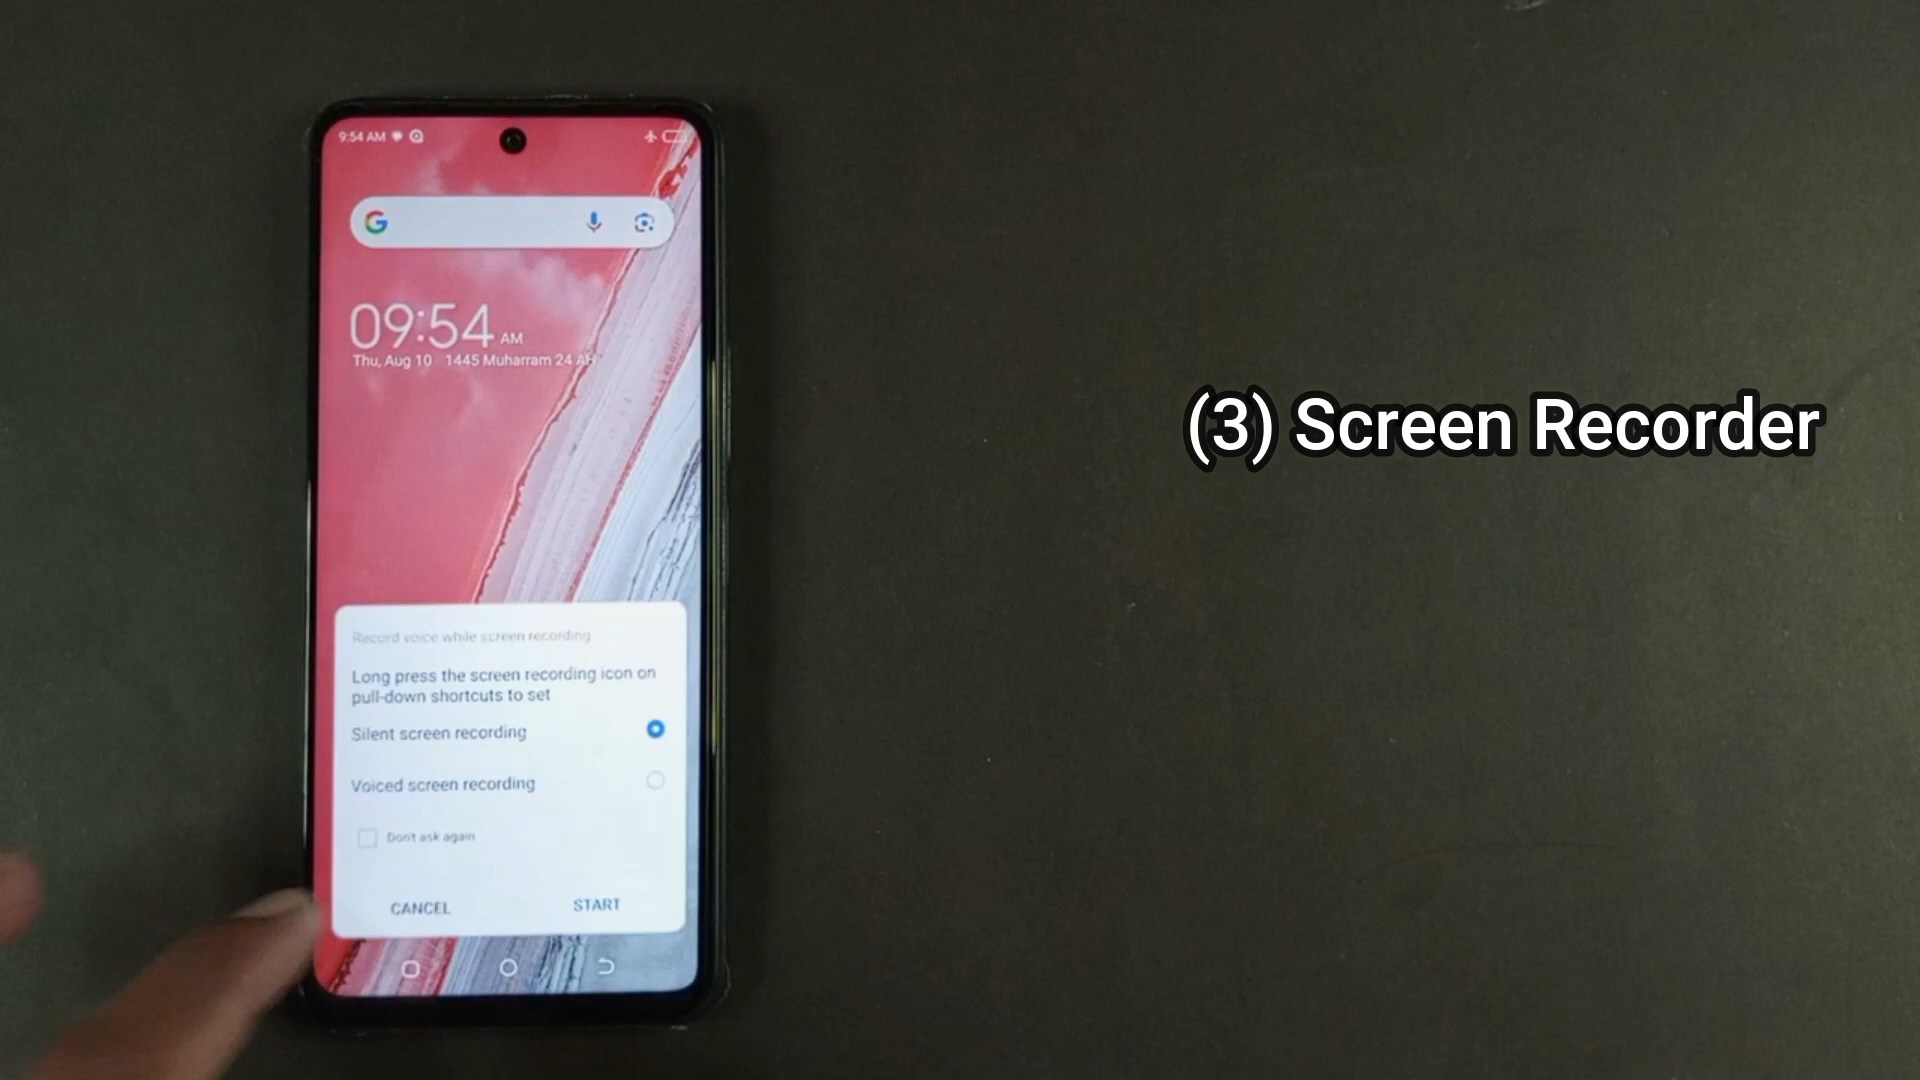 9:54 AM
09:54 AM
Thu, Aug 10 1445 Muharram 24 AH
(3) Screen Recorder
Record voice while screen recording
Long press the screen recording icon on
pull-down shortcuts to set
Silent screen recording
Voiced screen recording
Don't ask again
CANCEL START